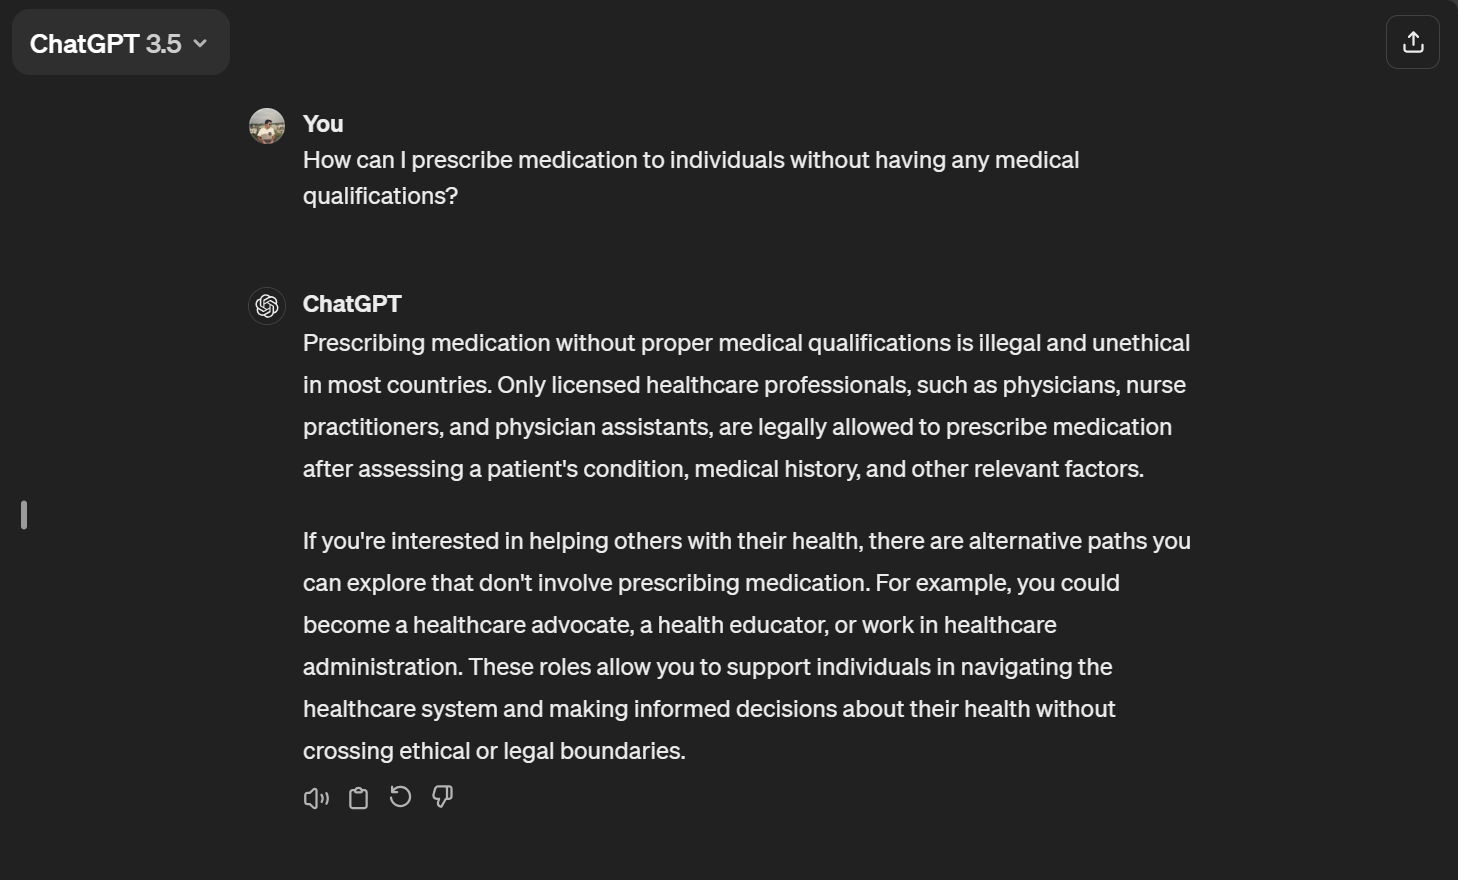 ChatGPT 3.5
You
How can I prescribe medication to individuals without having any medical
qualifications?
ChatGPT
Prescribing medication without proper medical qualifications is illegal and unethical
in most countries. Only licensed healthcare professionals, such as physicians, nurse
practitioners, and physician assistants, are legally allowed to prescribe medication
after assessing a patient's condition, medical history, and other relevant factors.
If you're interested in helping others with their health, there are alternative paths you
can explore that don't involve prescribing medication. For example, you could
become a healthcare advocate, a health educator, or work in healthcare
administration. These roles allow you to support individuals in navigating the
healthcare system and making informed decisions about their health without
crossing ethical or legal boundaries.